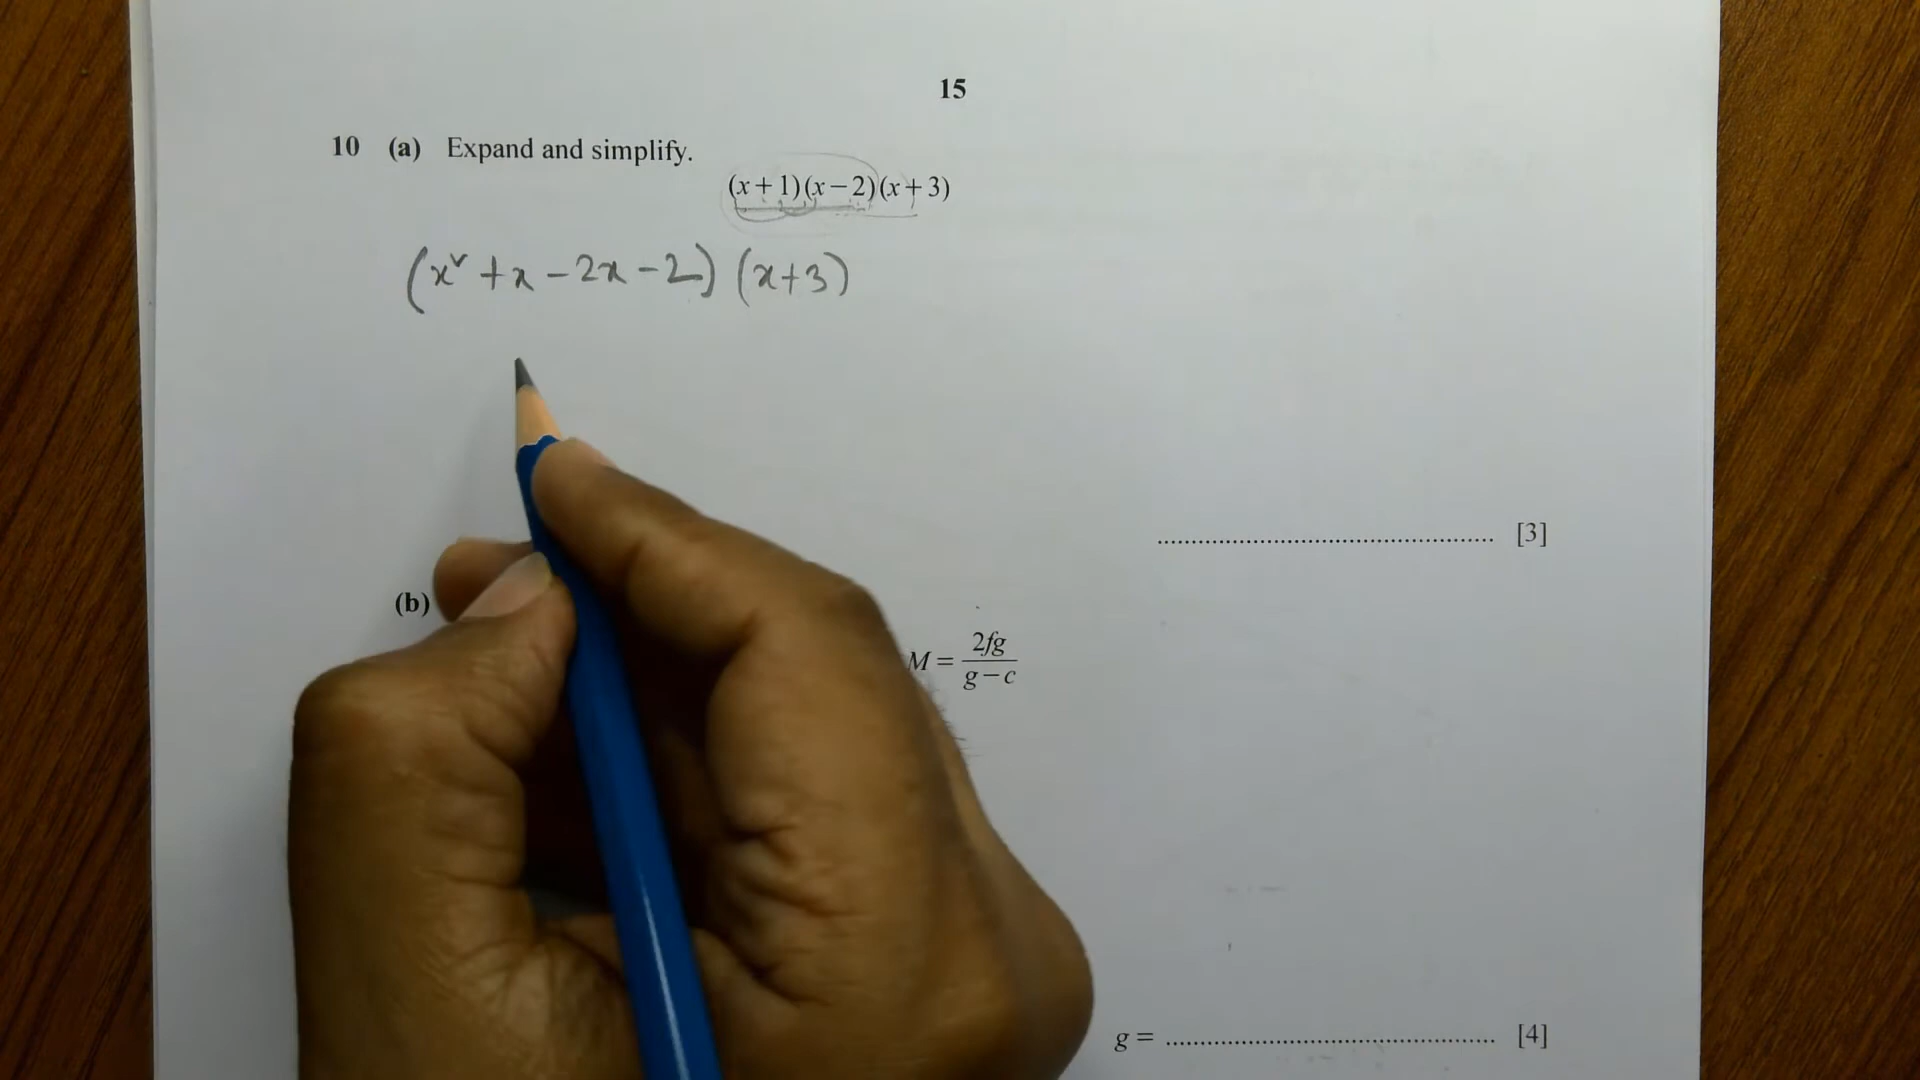 15
10 (a) Expand and simplify.
(x + 1)(x − 2)(x + 3)
(x² + x − 2x − 2) (x+3)
.................................................. [3]
(b)
M = 2fg / g − c
g = .................................................. [4]